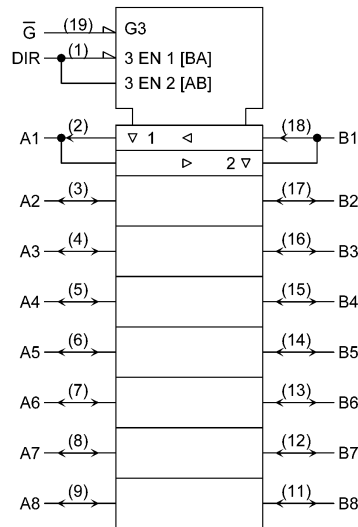 G̅ (19) G3
DIR (1) 3 EN 1 [BA]
3 EN 2 [AB]
A1 (2) 1 (18) B1
2
A2 (3) (17) B2
A3 (4) (16) B3
A4 (5) (15) B4
A5 (6) (14) B5
A6 (7) (13) B6
A7 (8) (12) B7
A8 (9) (11) B8